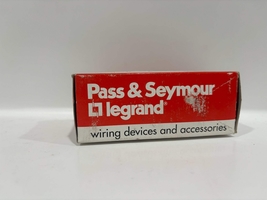 Pass & Seymour
legrand®
wiring devices and accessories